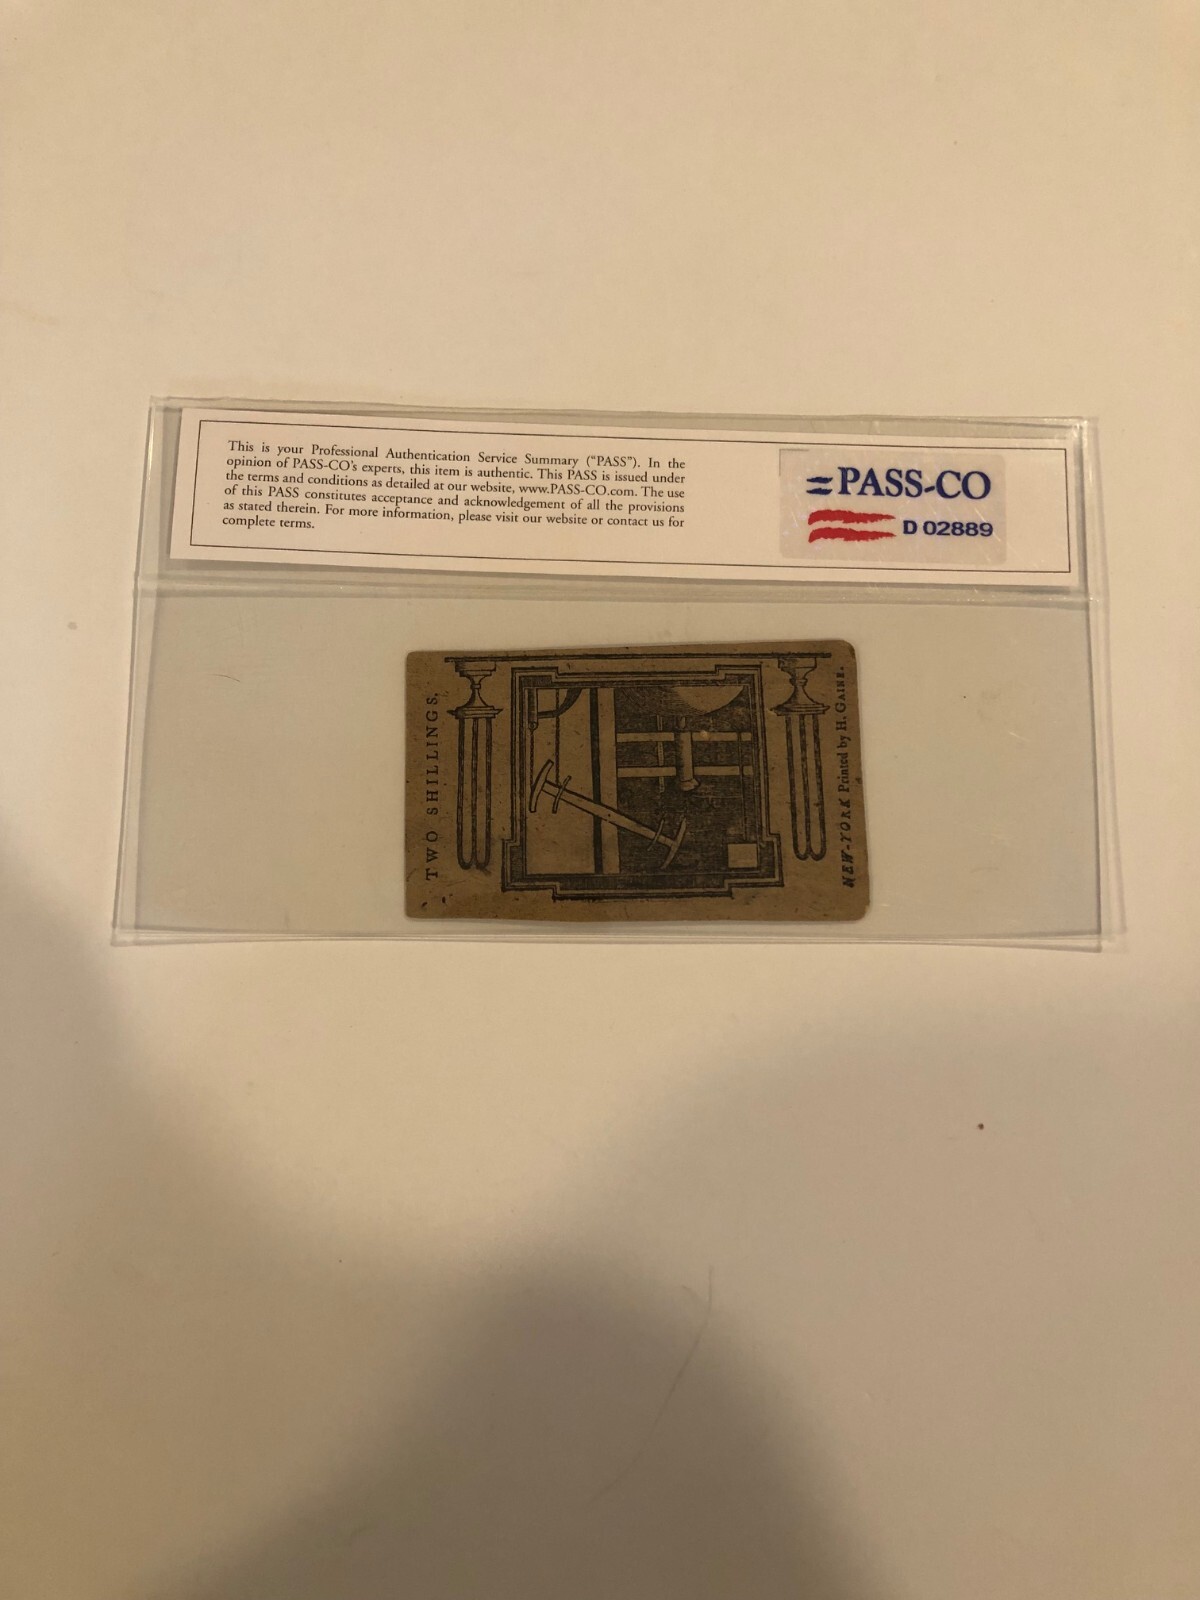 This is your Professional Authentication Service Summary (“PASS”). In the
opinion of PASS-CO’s experts, this item is authentic. This PASS is issued under
the terms and conditions as detailed at our website, www.PASS-CO.com. The use
of this PASS constitutes acceptance and acknowledgement of all the provisions
as stated therein. For more information, please visit our website or contact us for
complete terms.
PASS-CO
D 02889
TWO SHILLINGS.
NEW-YORK Printed by H. GAINE.